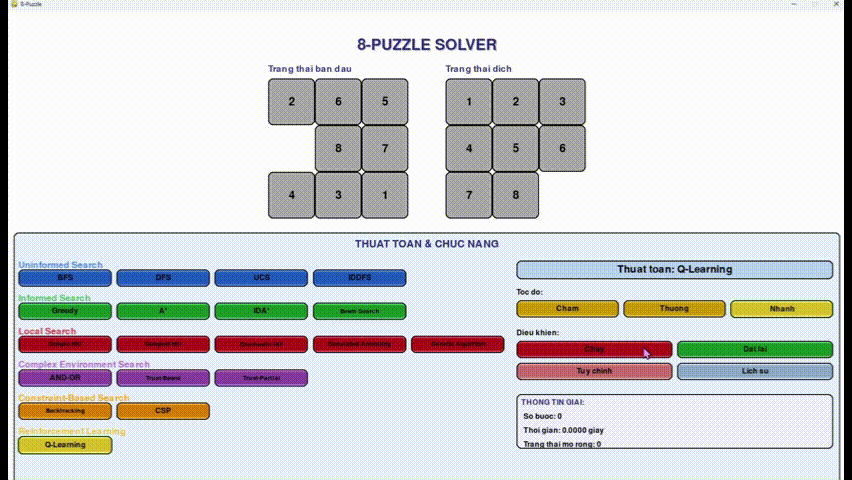 8-Puzzle
8-PUZZLE SOLVER
Trang thai ban dau
Trang thai dich
2 6 5
8 7
4 3 1
1 2 3
4 5 6
7 8
THUAT TOAN & CHUC NANG
Uninformed Search
BFS DFS UCS IDDFS
Informed Search
Greedy A* IDA* Beam Search
Local Search
Simulated Annealing Genetic Algorithm
Complex Environment Search
AND-OR Trust-Based Trust-Partial
Constraint-Based Search
Backtracking CSP
Reinforcement Learning
Q-Learning
Thuat toan: Q-Learning
Toc do:
Cham Thuong Nhanh
Dieu khien:
Chay Dat lai
Tuy chinh Lich su
THONG TIN GIAI:
So buoc: 0
Thoi gian: 0.0000 giay
Trang thai mo rong: 0